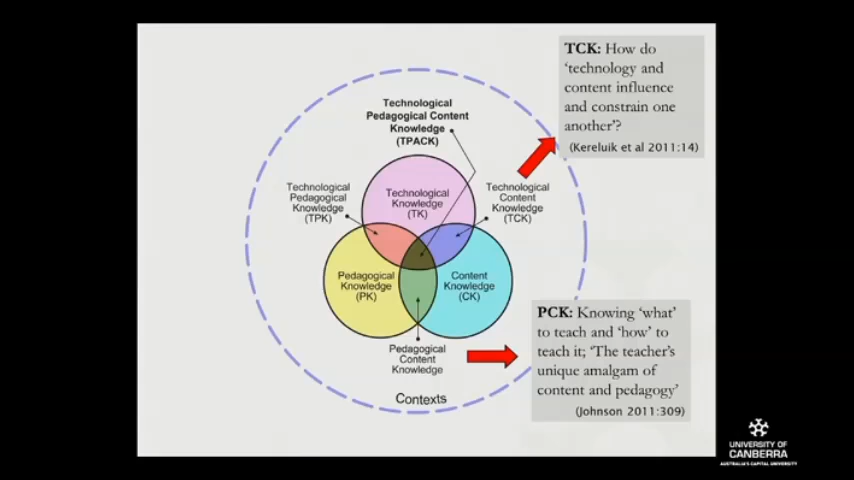 TCK: How do
‘technology and
content influence
and constrain one
another’?
(Kereluik et al 2011:14)
Technological
Pedagogical Content
Knowledge
(TPACK)
Technological
Pedagogical
Knowledge
(TPK)
Technological
Knowledge
(TK)
Technological
Content
Knowledge
(TCK)
Pedagogical
Knowledge
(PK)
Content
Knowledge
(CK)
Pedagogical
Content
Knowledge
Contexts
PCK: Knowing ‘what’
to teach and ‘how’ to
teach it; ‘The teacher’s
unique amalgam of
content and pedagogy’
(Johnson 2011:309)
UNIVERSITY OF
CANBERRA
AUSTRALIA'S CAPITAL UNIVERSITY